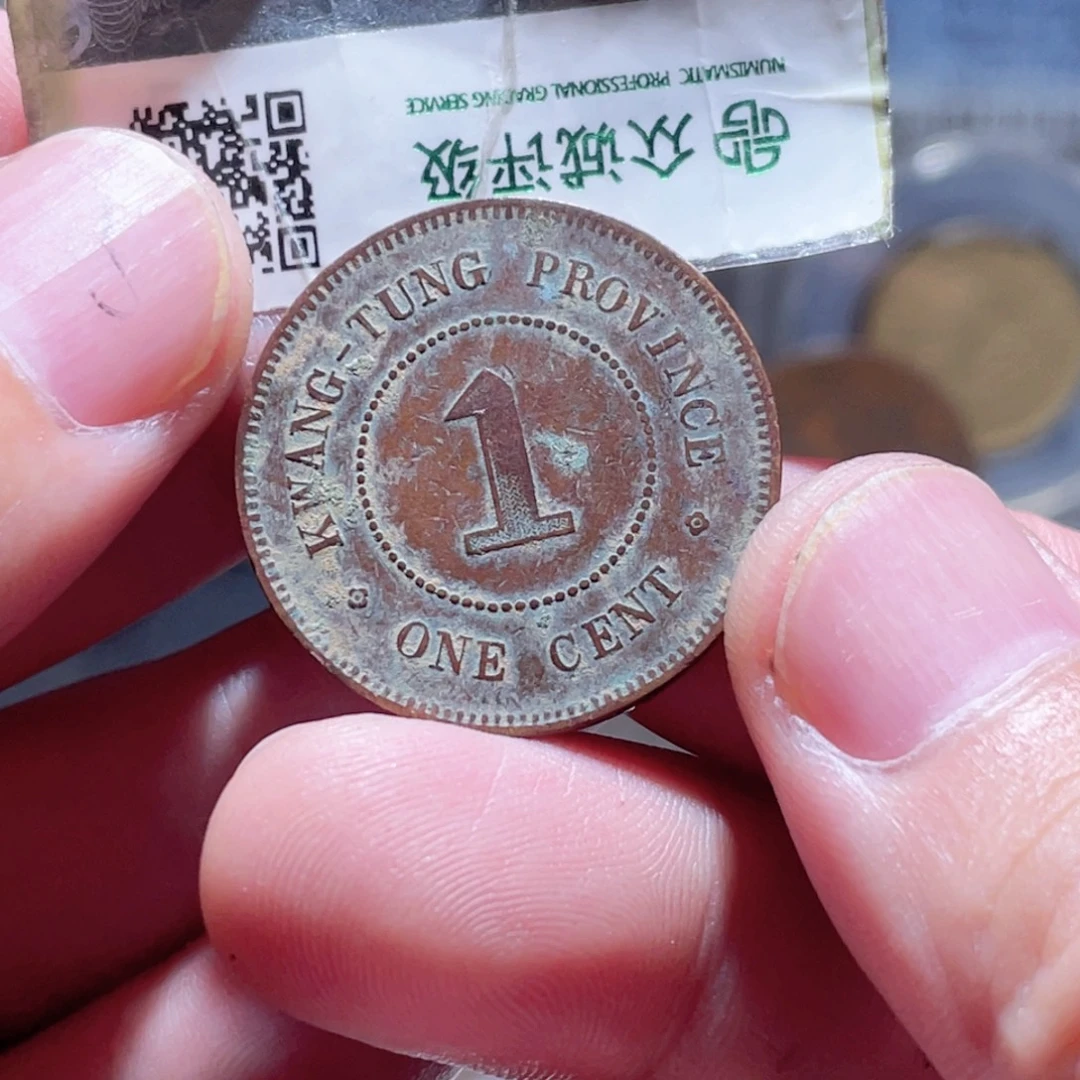 众诚评级
NUMISMATIC PROFESSIONAL GRADING SERVICE
KWANG-TUNG PROVINCE
1
ONE CENT